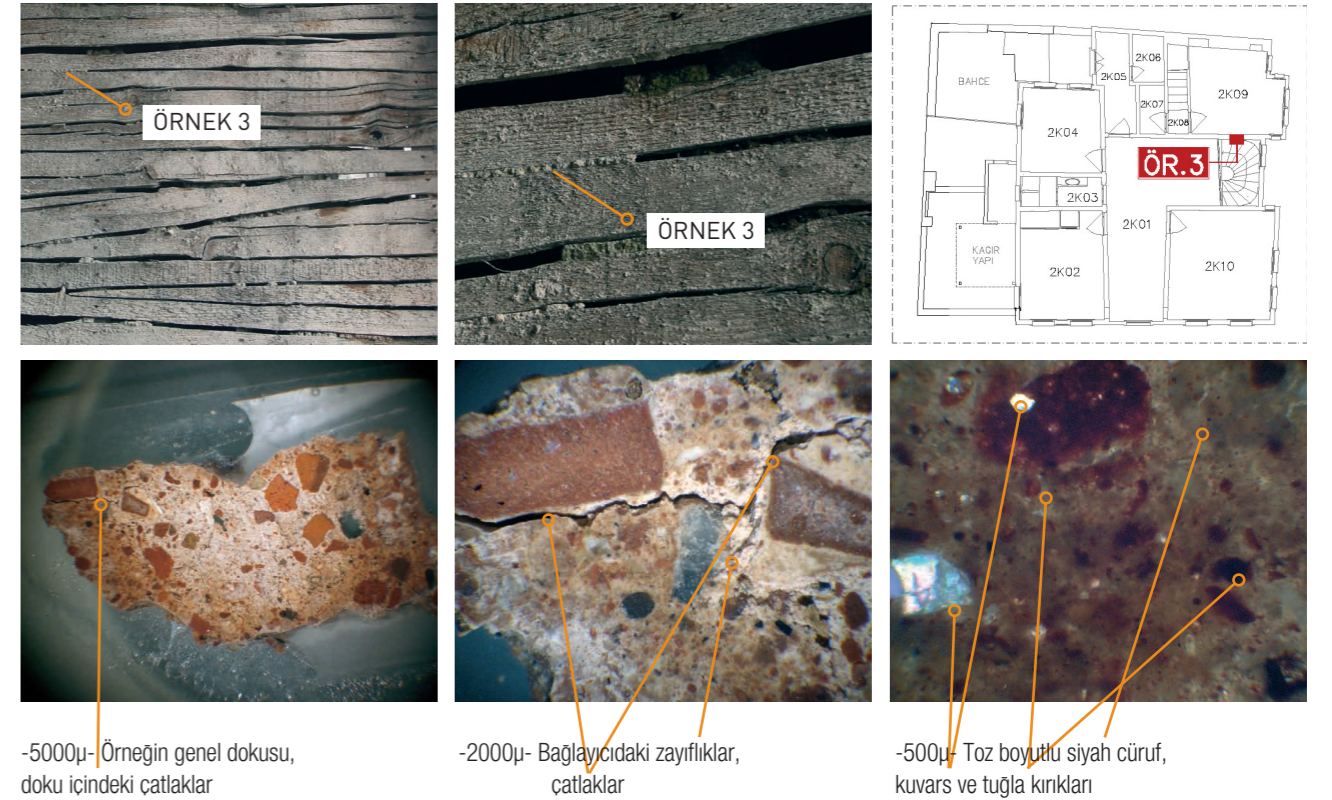 ÖRNEK 3
ÖRNEK 3
BAHCE
2K06
2K05
2K09
2K07
2K04
2K08
ÖR.3
2K03
2K01
KAGIR
YAPI
2K02
2K10
-5000µ- Örneğin genel dokusu,
doku içindeki çatlaklar
-2000µ- Bağlayıcıdaki zayıflıklar,
çatlaklar
-500µ- Toz boyutlu siyah cüruf,
kuvars ve tuğla kırıkları